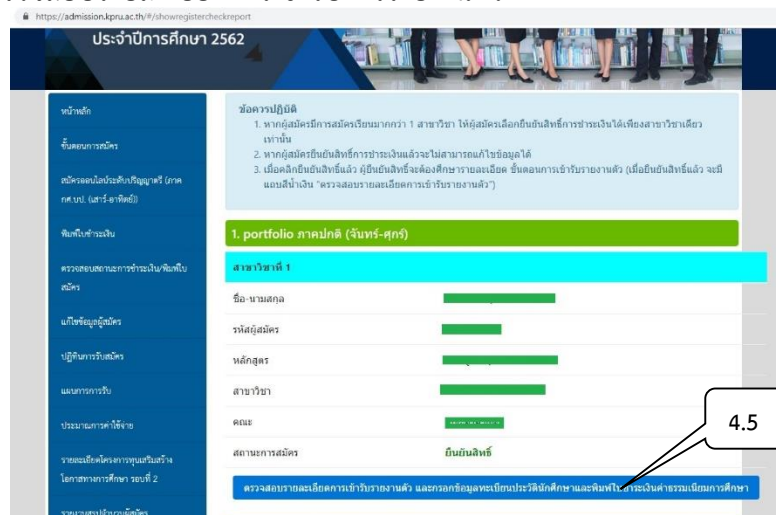 https://admission.kpru.ac.th/#/showregistercheckreport
ประจำปีการศึกษา 2562
หน้าหลัก
ขั้นตอนการสมัคร
สมัครออนไลน์ระดับปริญญาตรี (ภาค
กศ.บป. (เสาร์-อาทิตย์))
พิมพ์ใบชำระเงิน
ตรวจสอบสถานะการชำระเงิน/พิมพ์ใบ
สมัคร
แก้ไขข้อมูลผู้สมัคร
ปฏิทินการรับสมัคร
แผนการการรับ
ประมาณการค่าใช้จ่าย
รายละเอียดโครงการทุนเสริมสร้าง
โอกาสทางการศึกษา รอบที่ 2
รายงานสรุปจำนวนผู้สมัคร
ข้อควรปฏิบัติ
1. หากผู้สมัครมีการสมัครเรียนมากกว่า 1 สาขาวิชา ให้ผู้สมัครเลือกยืนยันสิทธิ์การชำระเงินได้เพียงสาขาวิชาเดียว
เท่านั้น
2. หากผู้สมัครยืนยันสิทธิ์การชำระเงินแล้วจะไม่สามารถแก้ไขข้อมูลได้
3. เมื่อคลิกยืนยันสิทธิ์แล้ว ผู้ยืนยันสิทธิ์จะต้องศึกษารายละเอียด ขั้นตอนการเข้ารับรายงานตัว (เมื่อยืนยันสิทธิ์แล้ว จะมี
แถบสีน้ำเงิน "ตรวจสอบรายละเอียดการเข้ารับรายงานตัว")
1. portfolio ภาคปกติ (จันทร์-ศุกร์)
สาขาวิชาที่ 1
ชื่อ-นามสกุล
รหัสผู้สมัคร
หลักสูตร
สาขาวิชา
คณะ
สถานะการสมัคร ยืนยันสิทธิ์
4.5
ตรวจสอบรายละเอียดการเข้ารับรายงานตัว และกรอกข้อมูลทะเบียนประวัตินักศึกษาและพิมพ์ใบชำระเงินค่าธรรมเนียมการศึกษา